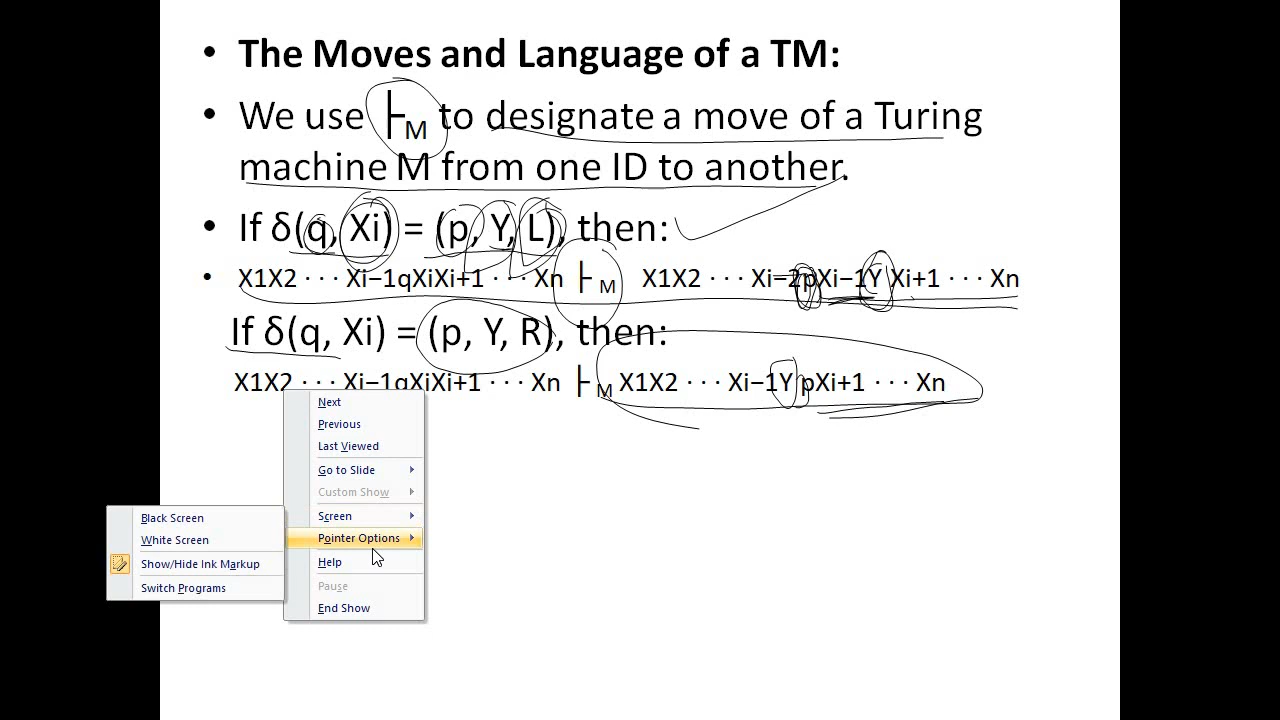 • The Moves and Language of a TM:
• We use ├M to designate a move of a Turing
machine M from one ID to another.
• If δ(q, Xi) = (p, Y, L), then:
• X1X2 · · · Xi−1qXiXi+1 · · · Xn ├M X1X2 · · · Xi−2pXi−1Y Xi+1 · · · Xn
If δ(q, Xi) = (p, Y, R), then:
X1X2 · · · Xi−1qXiXi+1 · · · Xn ├M X1X2 · · · Xi−1Y pXi+1 · · · Xn
Next
Previous
Last Viewed
Go to Slide
Custom Show
Screen
Pointer Options
Help
Pause
End Show
Black Screen
White Screen
Show/Hide Ink Markup
Switch Programs